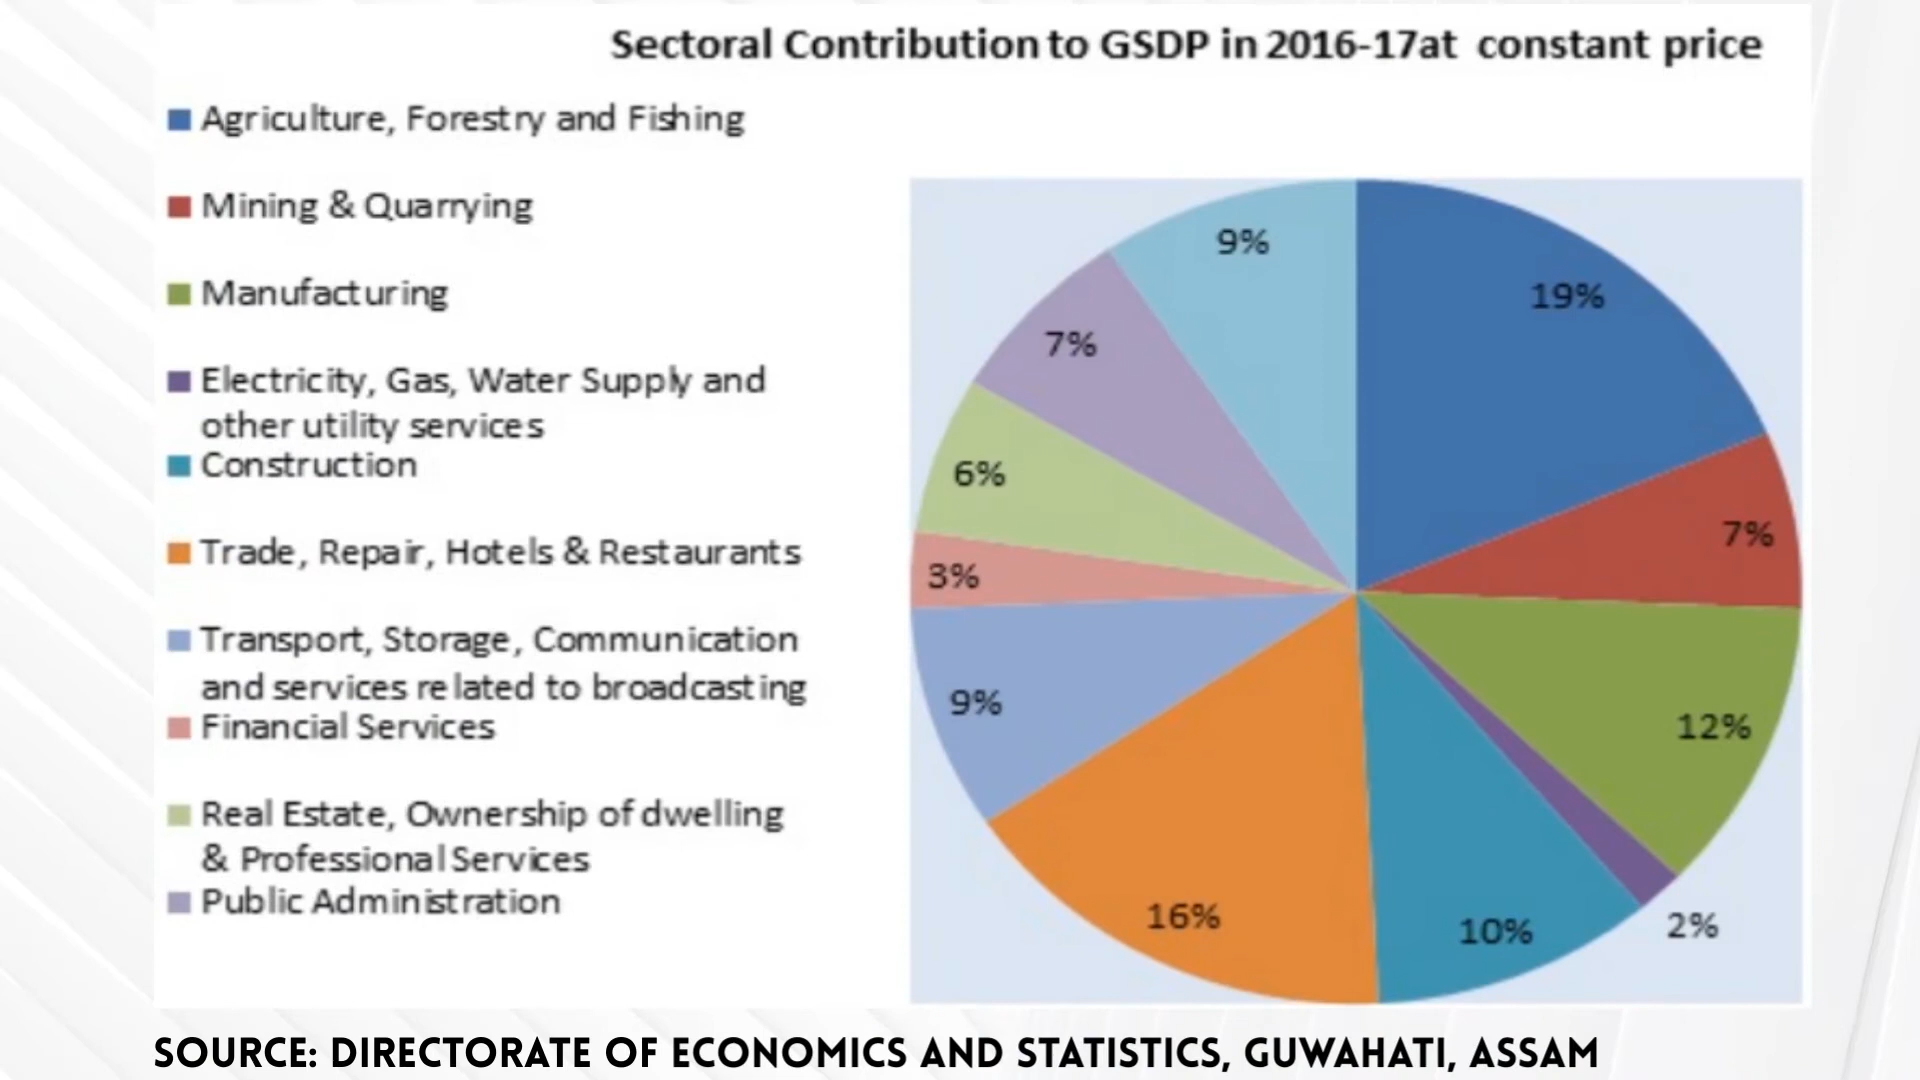 Sectoral Contribution to GSDP in 2016-17at constant price
Agriculture, Forestry and Fishing
Mining & Quarrying
Manufacturing
Electricity, Gas, Water Supply and
other utility services
Construction
Trade, Repair, Hotels & Restaurants
Transport, Storage, Communication
and services related to broadcasting
Financial Services
Real Estate, Ownership of dwelling
& Professional Services
Public Administration
9%
19%
7%
7%
6%
3%
9%
12%
16%
10%
2%
SOURCE: DIRECTORATE OF ECONOMICS AND STATISTICS, GUWAHATI, ASSAM